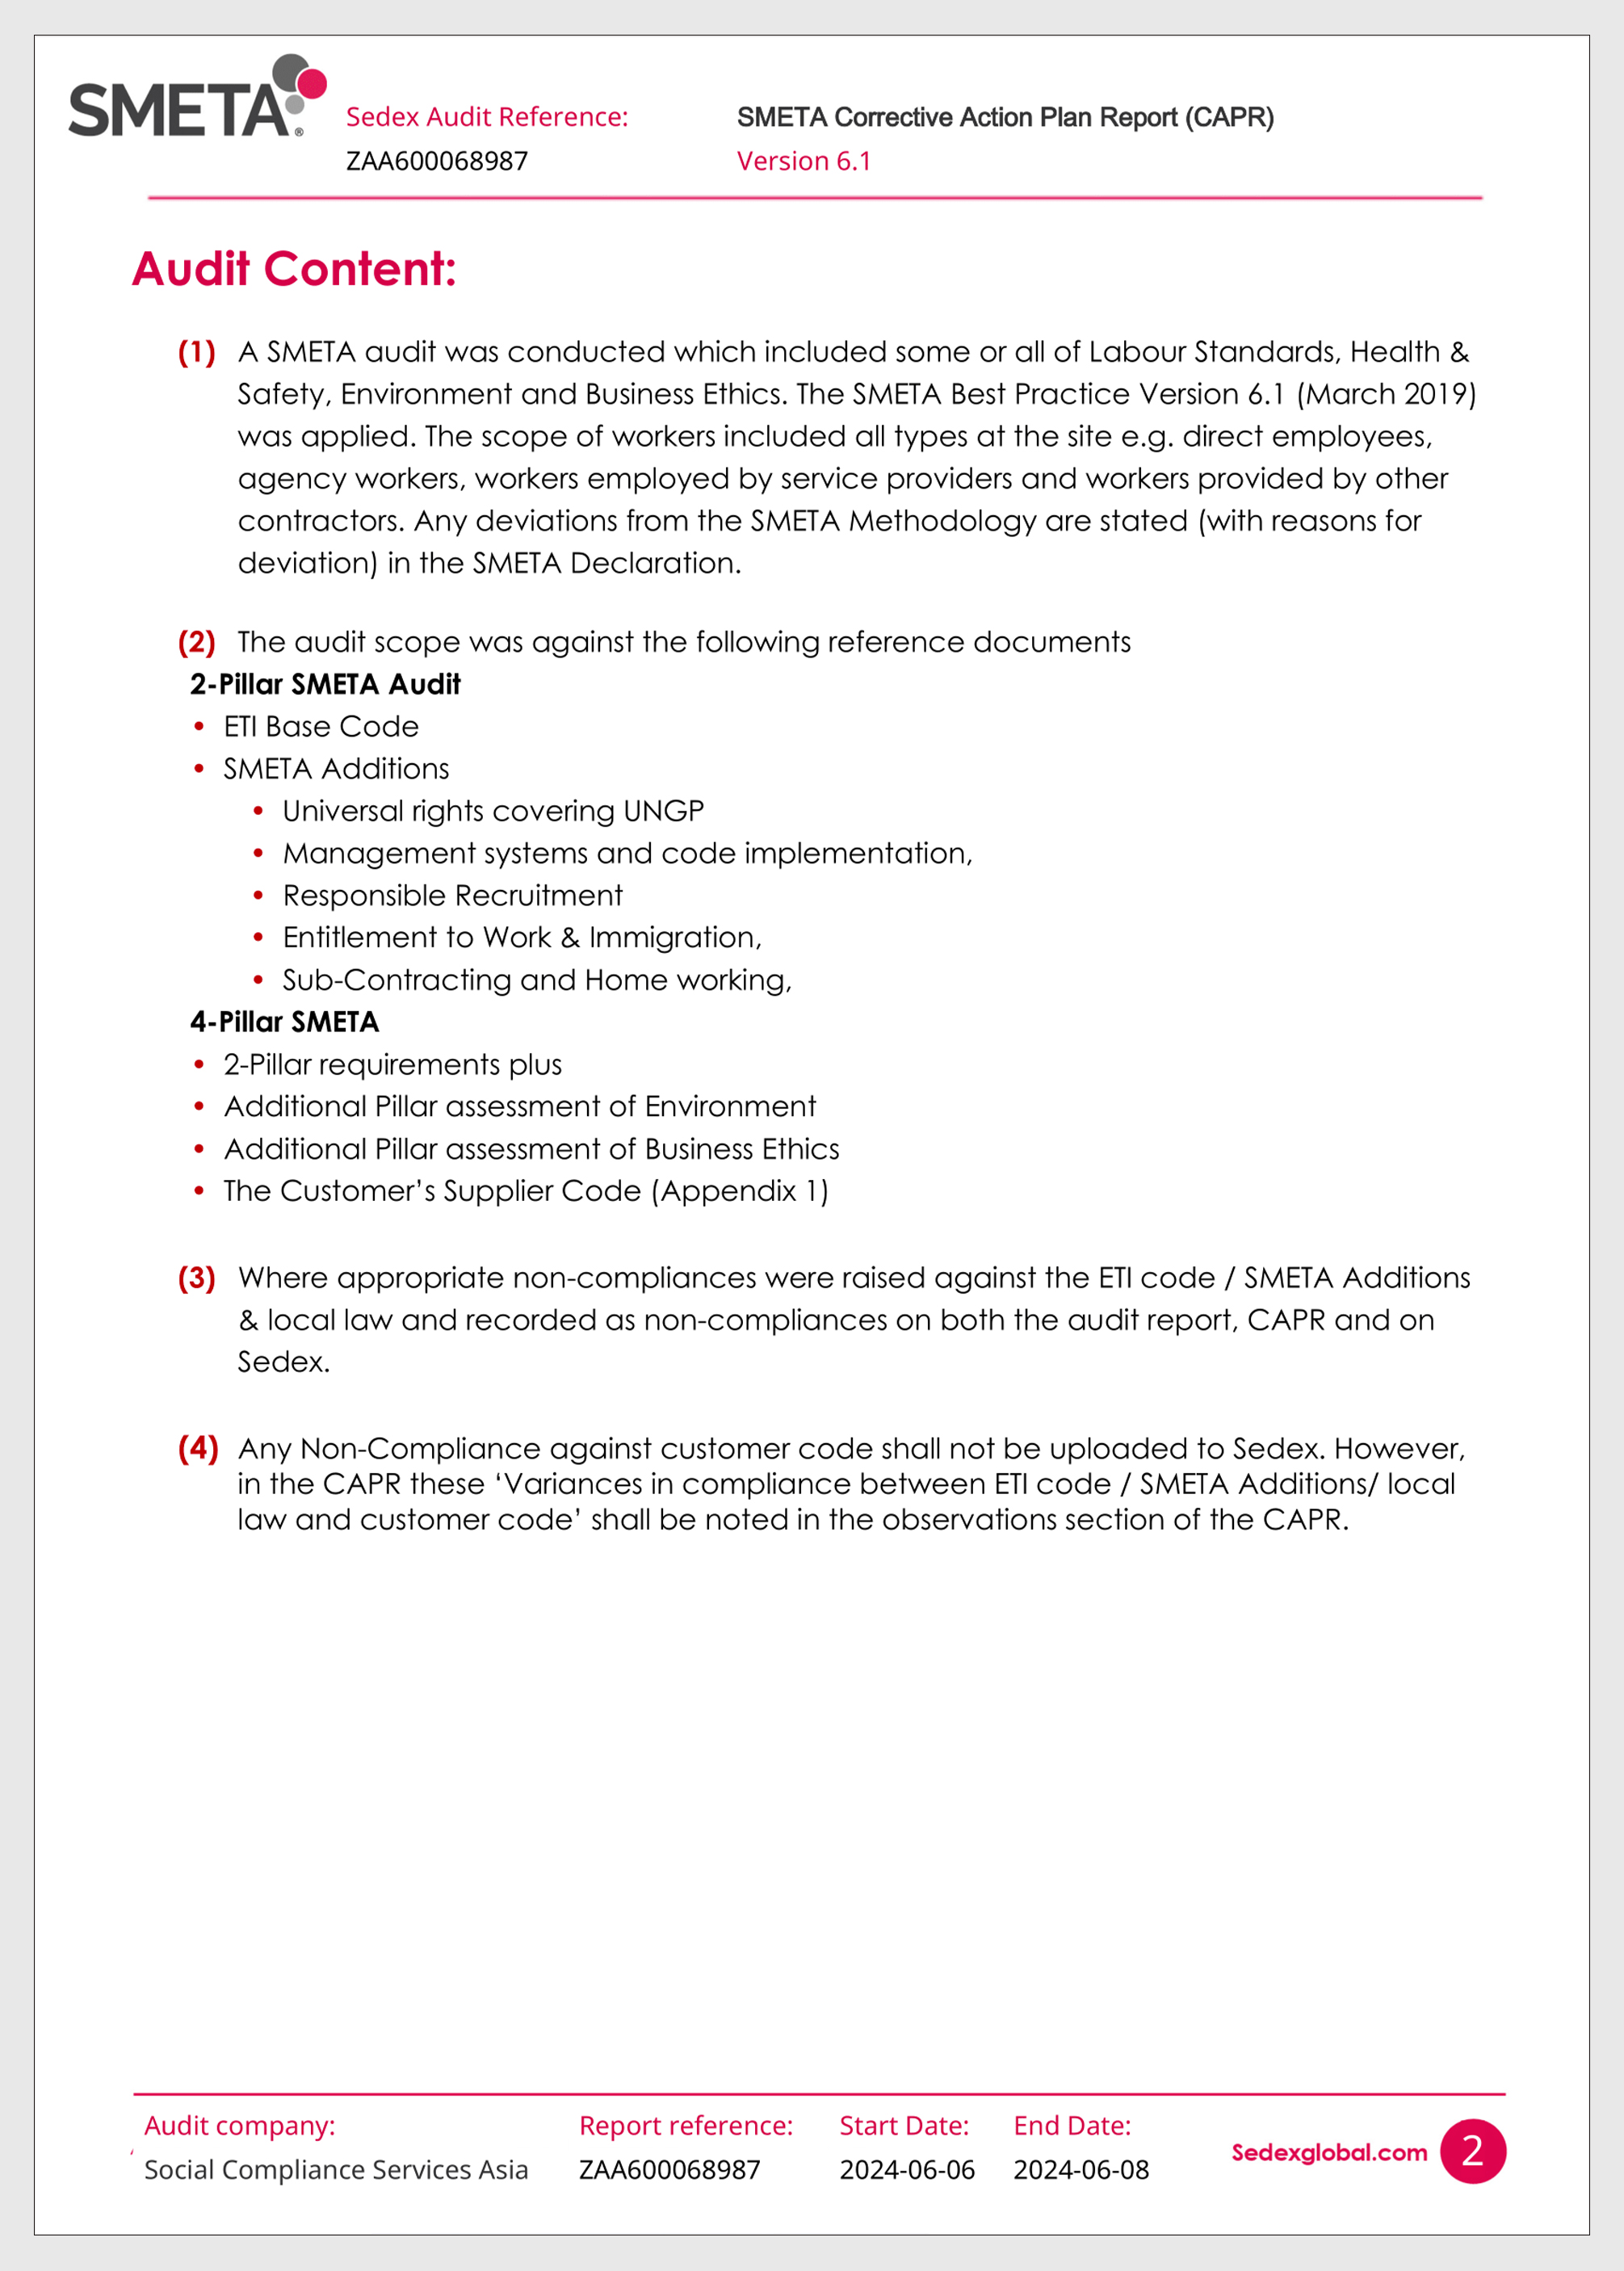 SMETA®
Sedex Audit Reference:
ZAA600068987
SMETA Corrective Action Plan Report (CAPR)
Version 6.1
Audit Content:
(1) A SMETA audit was conducted which included some or all of Labour Standards, Health &
Safety, Environment and Business Ethics. The SMETA Best Practice Version 6.1 (March 2019)
was applied. The scope of workers included all types at the site e.g. direct employees,
agency workers, workers employed by service providers and workers provided by other
contractors. Any deviations from the SMETA Methodology are stated (with reasons for
deviation) in the SMETA Declaration.
(2) The audit scope was against the following reference documents
2-Pillar SMETA Audit
• ETI Base Code
• SMETA Additions
• Universal rights covering UNGP
• Management systems and code implementation,
• Responsible Recruitment
• Entitlement to Work & Immigration,
• Sub-Contracting and Home working,
4-Pillar SMETA
• 2-Pillar requirements plus
• Additional Pillar assessment of Environment
• Additional Pillar assessment of Business Ethics
• The Customer’s Supplier Code (Appendix 1)
(3) Where appropriate non-compliances were raised against the ETI code / SMETA Additions
& local law and recorded as non-compliances on both the audit report, CAPR and on
Sedex.
(4) Any Non-Compliance against customer code shall not be uploaded to Sedex. However,
in the CAPR these ‘Variances in compliance between ETI code / SMETA Additions/ local
law and customer code’ shall be noted in the observations section of the CAPR.
Audit company:
Social Compliance Services Asia
Report reference:
ZAA600068987
Start Date:
2024-06-06
End Date:
2024-06-08
Sedexglobal.com
2